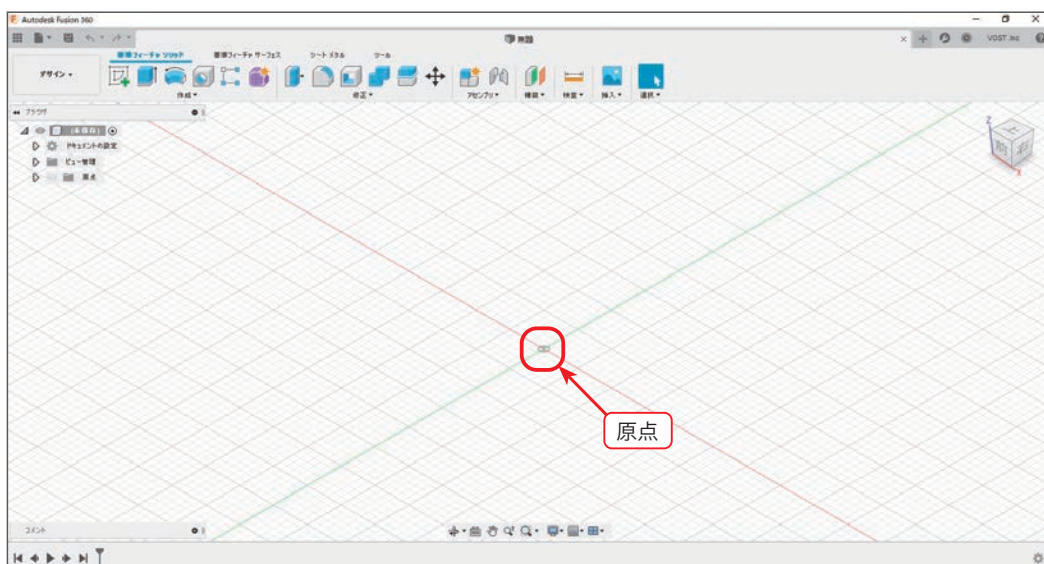 Autodesk Fusion 360
無題
VOST Inc
デザイン
基準フィーチャ ソリッド
基準フィーチャ サーフェス
シート メタル
ツール
作成
修正
アセンブリ
構築
検査
挿入
選択
ブラウザ
(未保存)
ドキュメントの設定
ビュー管理
原点
Z
上
前
右
X
原点
コメント